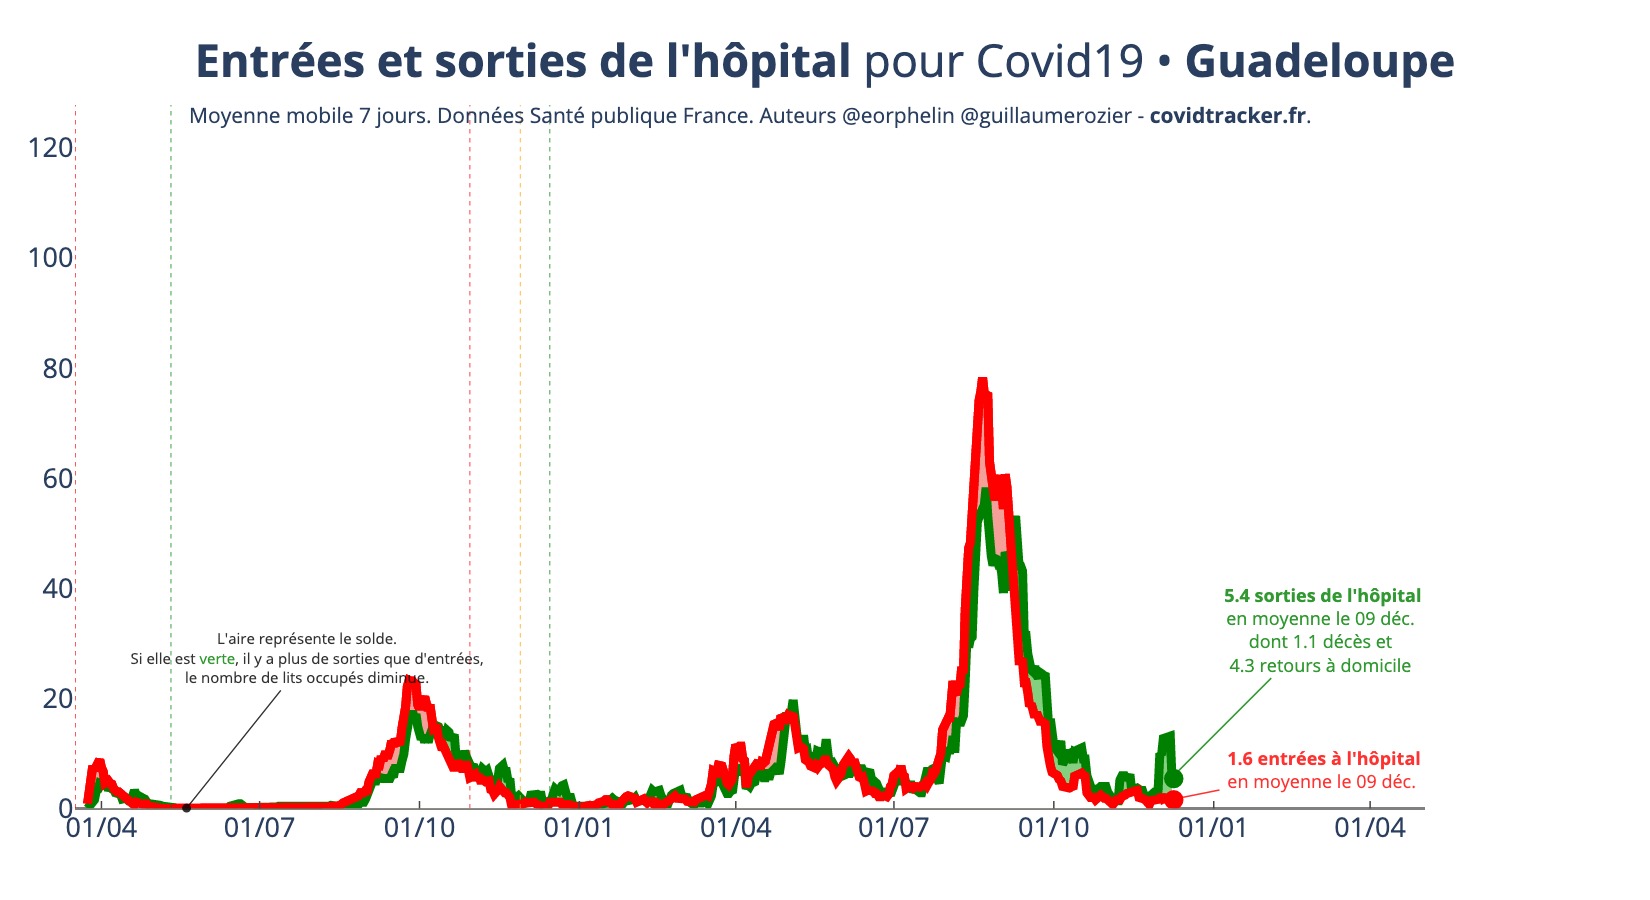 Entrées et sorties de l'hôpital pour Covid19 • Guadeloupe
Moyenne mobile 7 jours. Données Santé publique France. Auteurs @eorphelin @guillaumerozier - covidtracker.fr.
120
100
80
60
40
20
0
L'aire représente le solde.
Si elle est verte, il y a plus de sorties que d'entrées,
le nombre de lits occupés diminue.
5.4 sorties de l'hôpital
en moyenne le 09 déc.
dont 1.1 décès et
4.3 retours à domicile
1.6 entrées à l'hôpital
en moyenne le 09 déc.
01/04 01/07 01/10 01/01 01/04 01/07 01/10 01/01 01/04